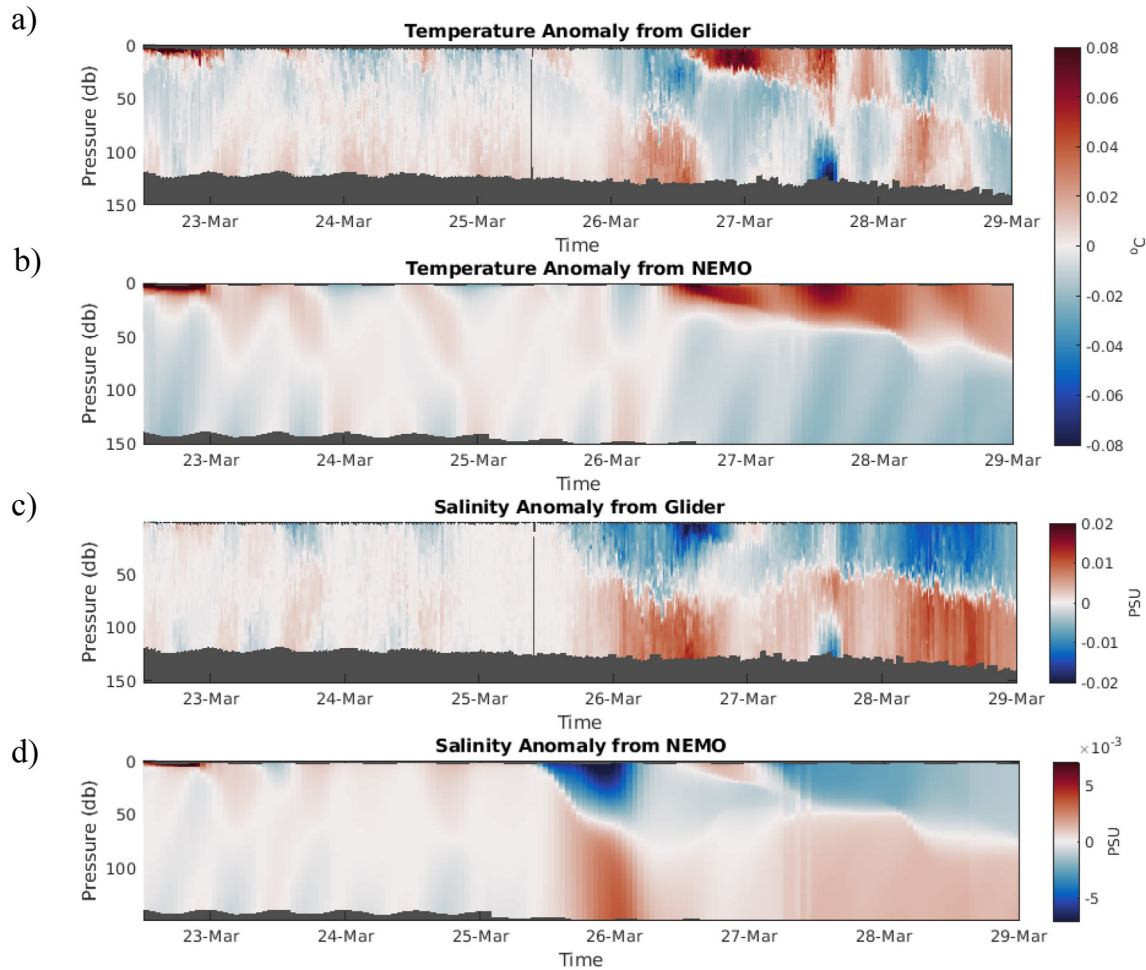 a)
Temperature Anomaly from Glider
0
50
100
150
Pressure (db)
23-Mar 24-Mar 25-Mar 26-Mar 27-Mar 28-Mar 29-Mar
Time
b)
Temperature Anomaly from NEMO
0
50
100
150
Pressure (db)
23-Mar 24-Mar 25-Mar 26-Mar 27-Mar 28-Mar 29-Mar
Time
0.08
0.06
0.04
0.02
0
-0.02
-0.04
-0.06
-0.08
ºC
c)
Salinity Anomaly from Glider
0
50
100
150
Pressure (db)
23-Mar 24-Mar 25-Mar 26-Mar 27-Mar 28-Mar 29-Mar
Time
0.02
0.01
0
-0.01
-0.02
PSU
d)
Salinity Anomaly from NEMO
0
50
100
Pressure (db)
23-Mar 24-Mar 25-Mar 26-Mar 27-Mar 28-Mar 29-Mar
Time
×10-3
5
0
-5
PSU